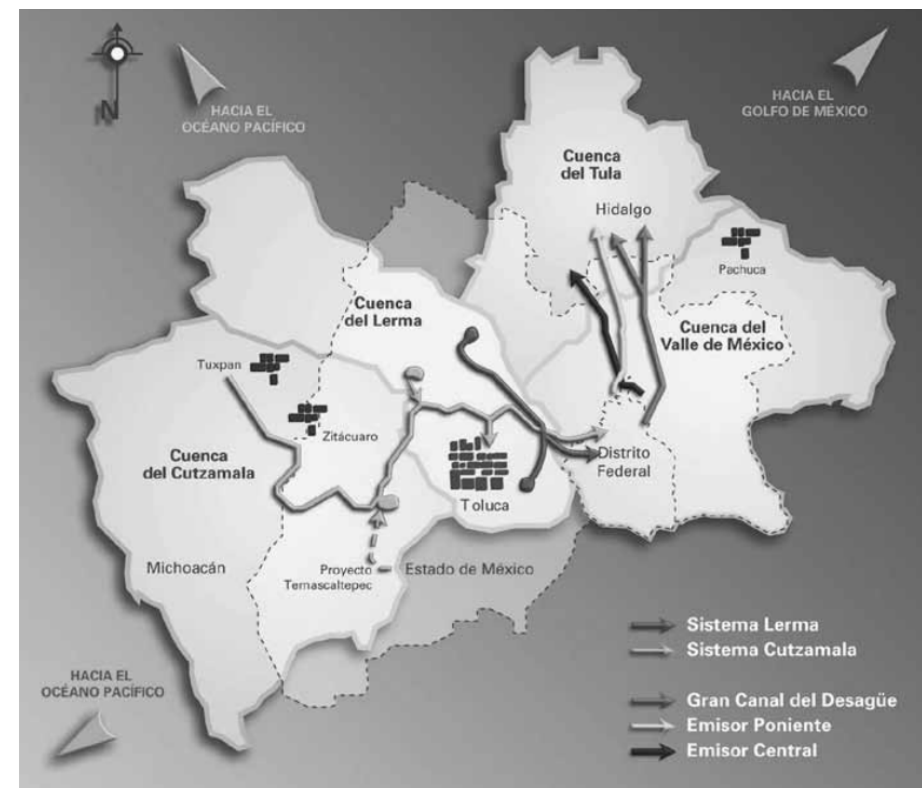 N
HACIA EL
OCÉANO PACÍFICO
HACIA EL
GOLFO DE MÉXICO
Cuenca
del Tula
Hidalgo
Pachuca
Cuenca
del Lerma
Cuenca del
Valle de México
Tuxpan
Zitácuaro
Cuenca
del Cutzamala
Distrito
Federal
Toluca
Michoacán
Proyecto
Temascaltepec
Estado de México
HACIA EL
OCÉANO PACÍFICO
Sistema Lerma
Sistema Cutzamala
Gran Canal del Desagüe
Emisor Poniente
Emisor Central